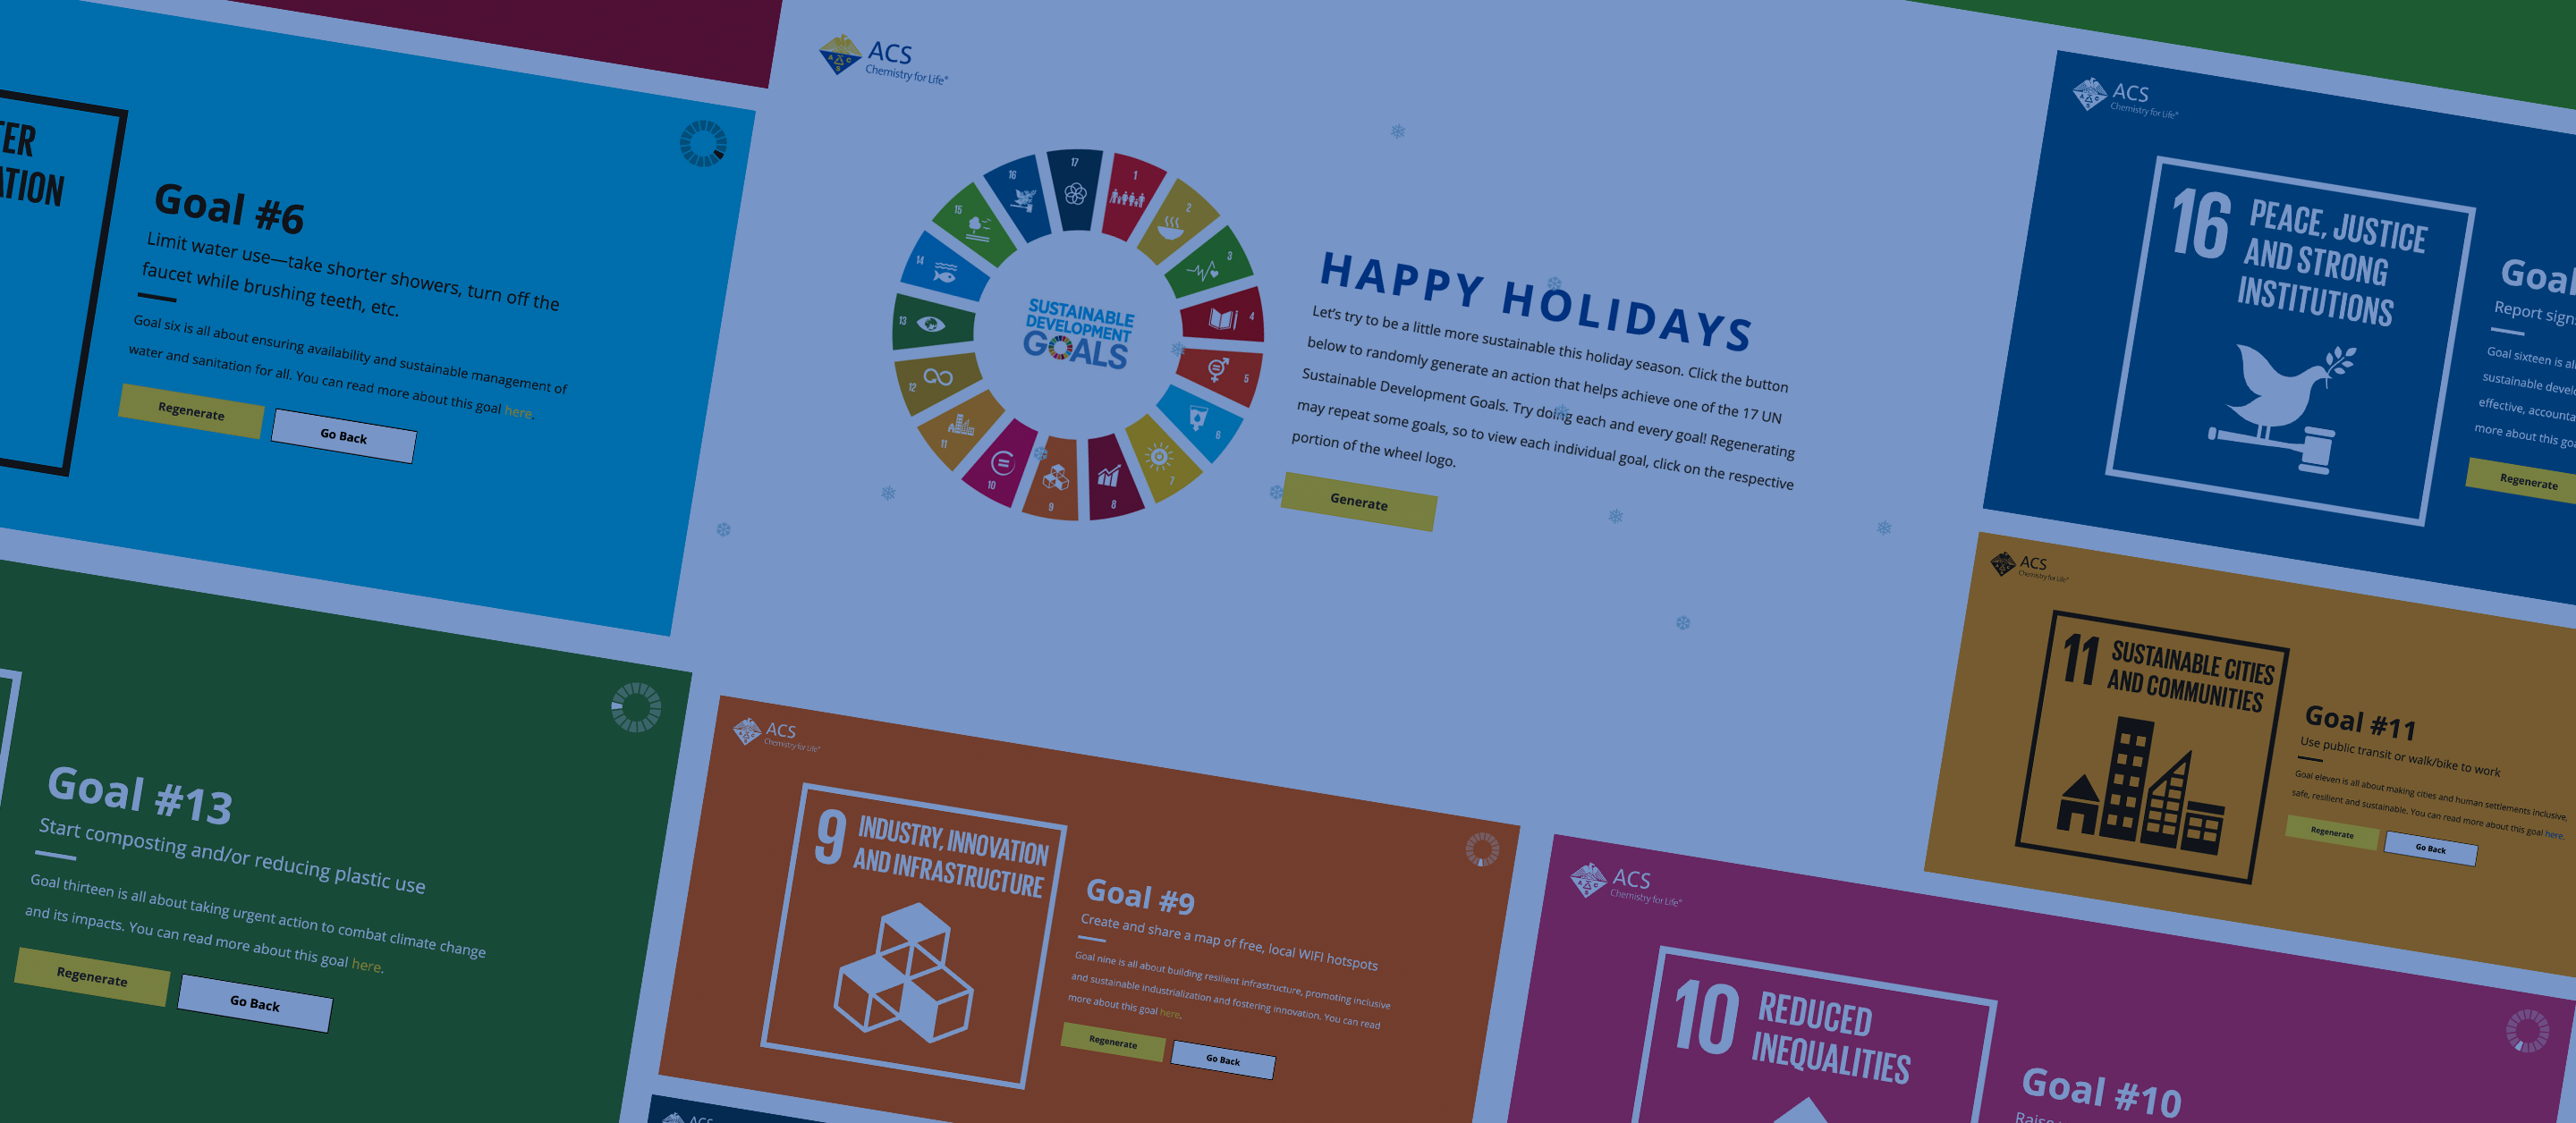 TER
ATION
Goal #6
Limit water use—take shorter showers, turn off the
faucet while brushing teeth, etc.
Goal six is all about ensuring availability and sustainable management of
water and sanitation for all. You can read more about this goal here.
Regenerate
Go Back
ACS
Chemistry for Life®
17
1
2
3
4
5
6
7
8
9
10
11
12
13
14
15
16
SUSTAINABLE
DEVELOPMENT
GOALS
HAPPY HOLIDAYS
Let's try to be a little more sustainable this holiday season. Click the button
below to randomly generate an action that helps achieve one of the 17 UN
Sustainable Development Goals. Try doing each and every goal! Regenerating
may repeat some goals, so to view each individual goal, click on the respective
portion of the wheel logo.
Generate
ACS
Chemistry for Life®
16 PEACE, JUSTICE
AND STRONG
INSTITUTIONS
Goal
Report sign
Goal sixteen is al
sustainable devel
effective, accounta
more about this goa
Regenerate
ACS
Chemistry for Life®
11 SUSTAINABLE CITIES
AND COMMUNITIES
Goal #11
Use public transit or walk/bike to work
Goal eleven is all about making cities and human settlements inclusive,
safe, resilient and sustainable. You can read more about this goal here.
Regenerate
Go Back
Goal #13
Start composting and/or reducing plastic use
Goal thirteen is all about taking urgent action to combat climate change
and its impacts. You can read more about this goal here.
Regenerate
Go Back
ACS
Chemistry for Life®
9 INDUSTRY, INNOVATION
AND INFRASTRUCTURE
Goal #9
Create and share a map of free, local WIFI hotspots
Goal nine is all about building resilient infrastructure, promoting inclusive
and sustainable industrialization and fostering innovation. You can read
more about this goal here.
Regenerate
Go Back
ACS
Chemistry for Life®
10 REDUCED
INEQUALITIES
Goal #10
Raise
ACS